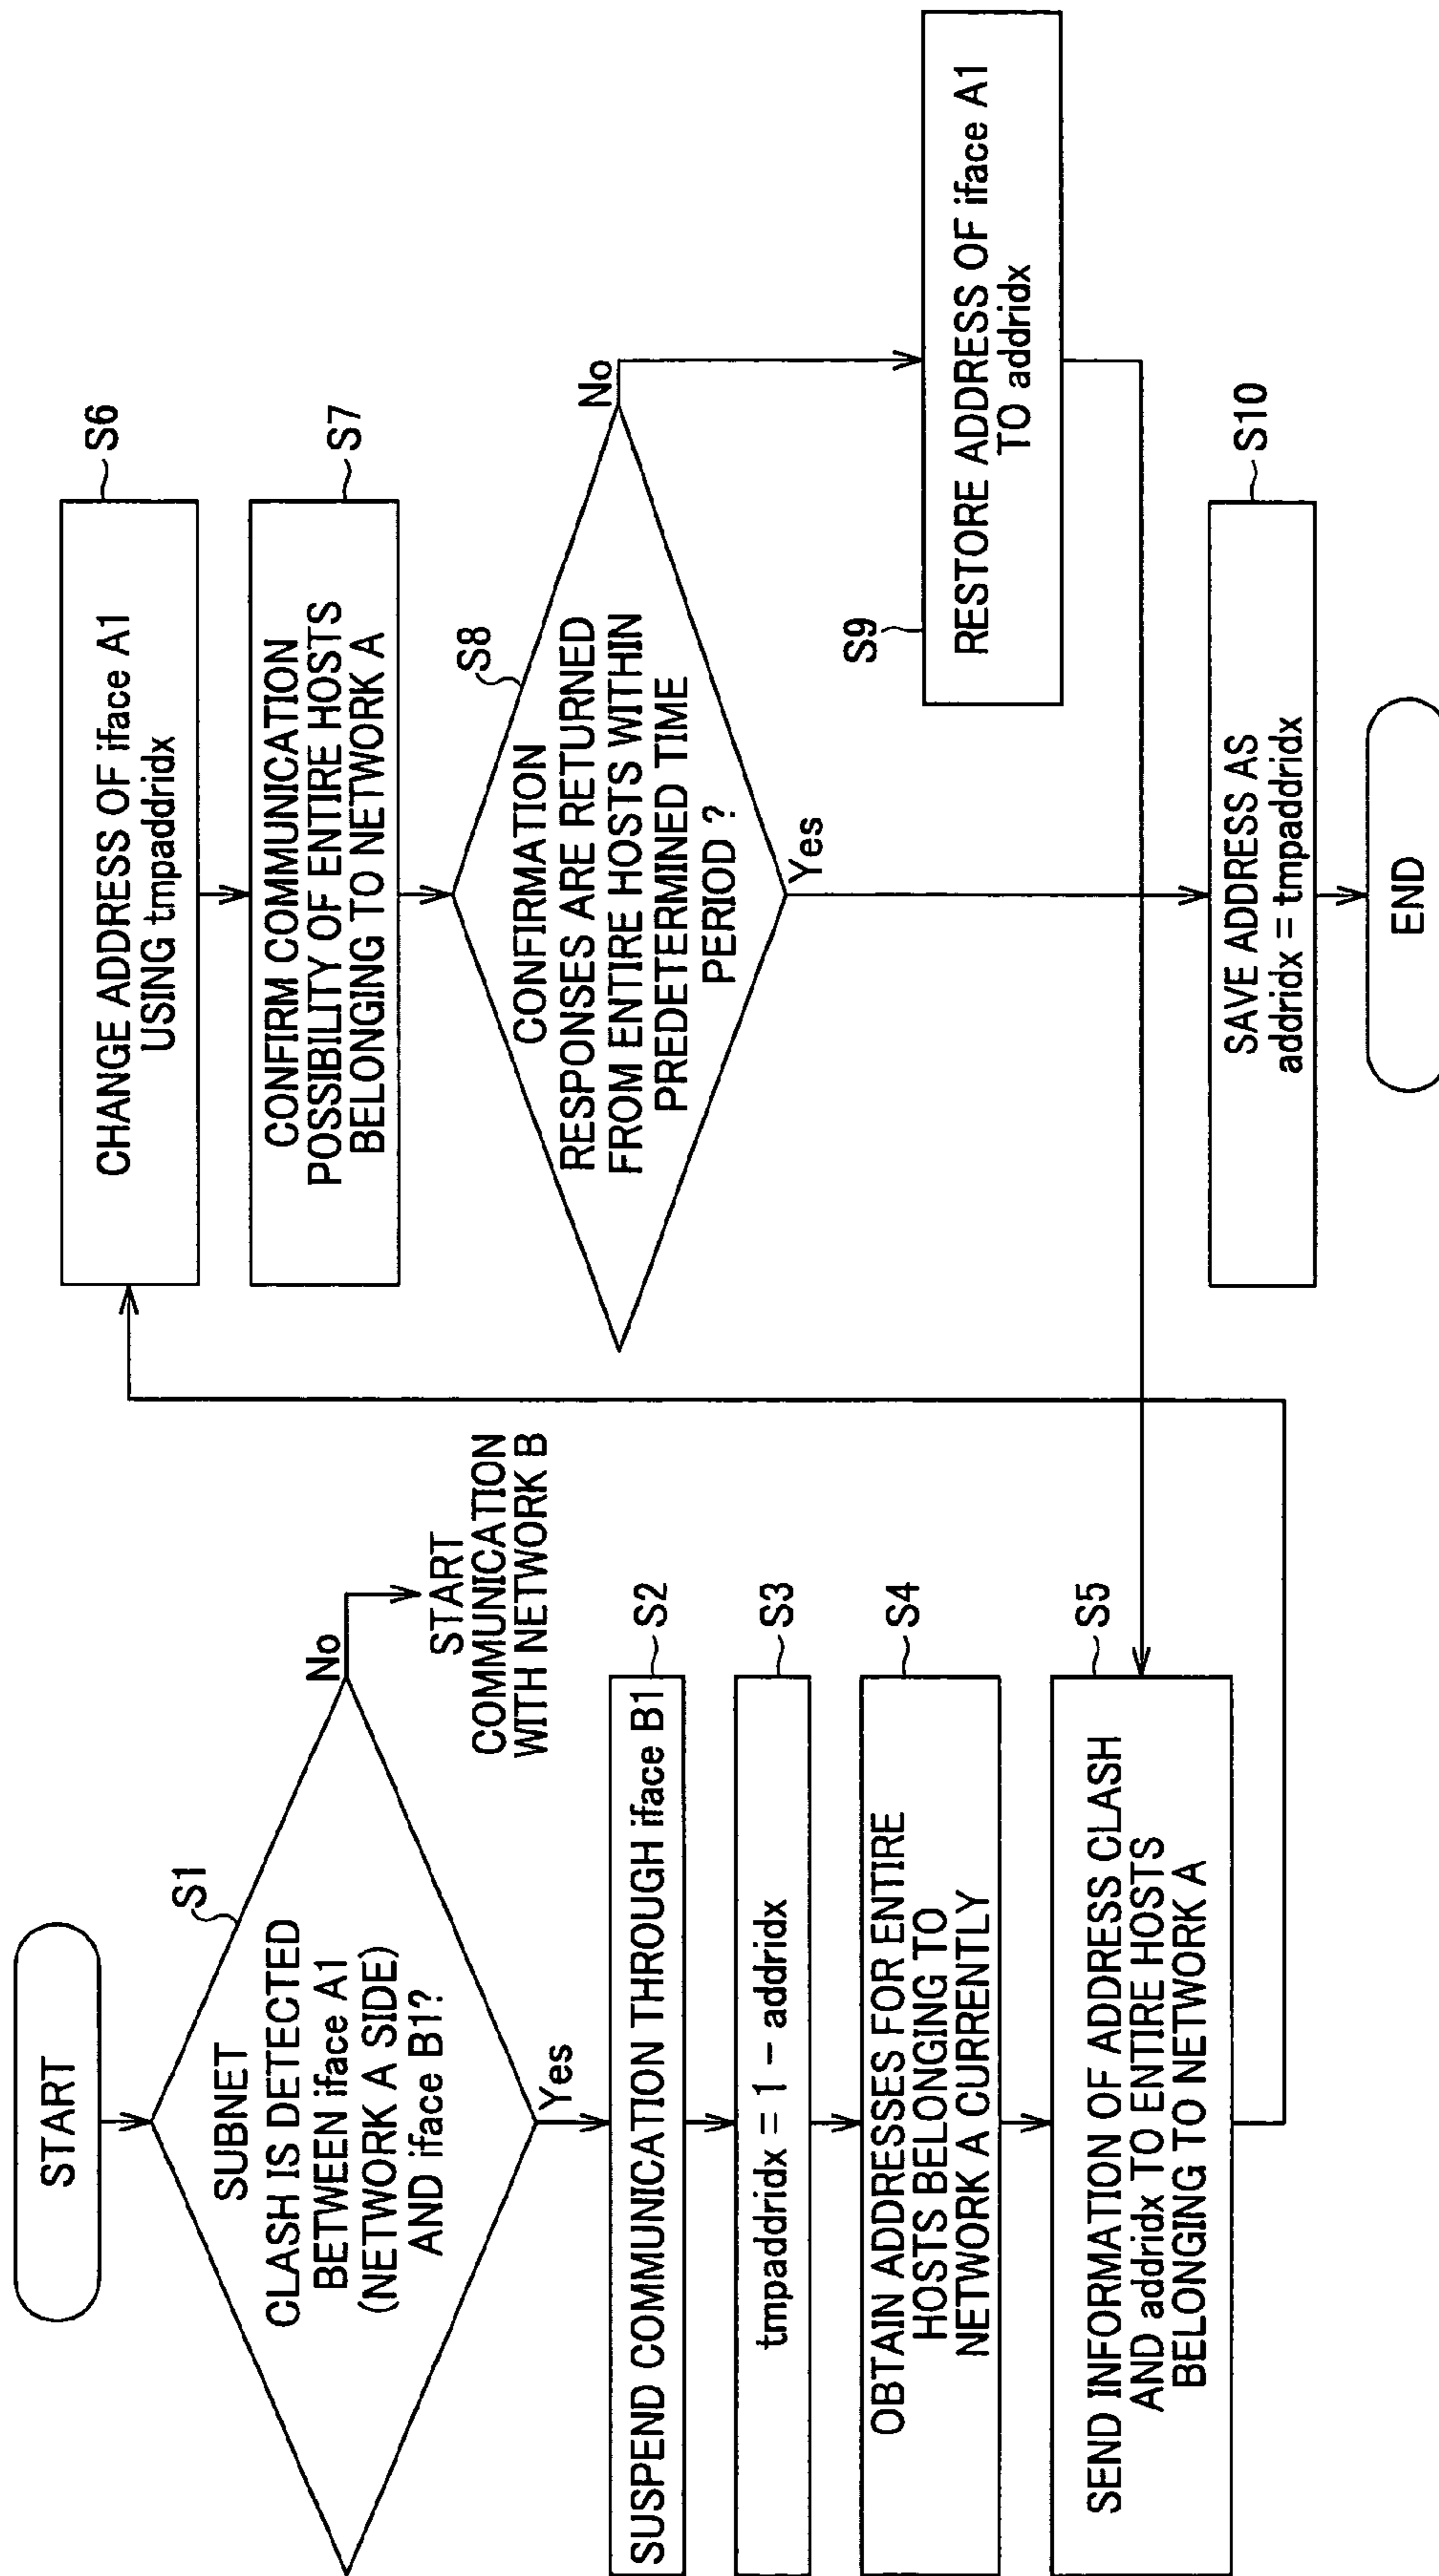 START
S1
SUBNET
CLASH IS DETECTED
BETWEEN iface A1
(NETWORK A SIDE)
AND iface B1?
No
START
COMMUNICATION
WITH NETWORK B
Yes
SUSPEND COMMUNICATION THROUGH iface B1
S2
tmpaddridx = 1 − addridx
S3
OBTAIN ADDRESSES FOR ENTIRE
HOSTS BELONGING TO
NETWORK A CURRENTLY
S4
SEND INFORMATION OF ADDRESS CLASH
AND addridx TO ENTIRE HOSTS
BELONGING TO NETWORK A
S5
CHANGE ADDRESS OF iface A1
USING tmpaddridx
S6
CONFIRM COMMUNICATION
POSSIBILITY OF ENTIRE HOSTS
BELONGING TO NETWORK A
S7
S8
CONFIRMATION
RESPONSES ARE RETURNED
FROM ENTIRE HOSTS WITHIN
PREDETERMINED TIME
PERIOD ?
No
Yes
S9
RESTORE ADDRESS OF iface A1
TO addridx
SAVE ADDRESS AS
addridx = tmpaddridx
S10
END